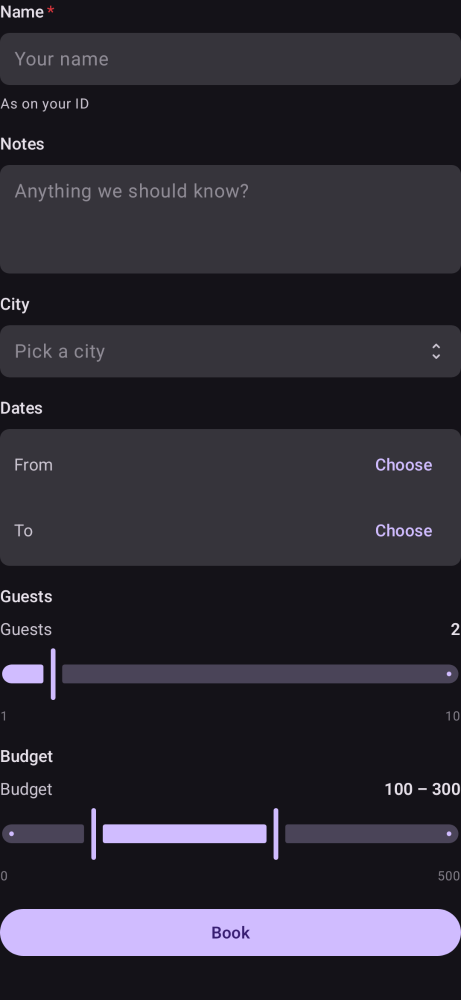 Name *
Your name
As on your ID
Notes
Anything we should know?
City
Pick a city
Dates
From Choose
To Choose
Guests
Guests 2
1 10
Budget
Budget 100 – 300
0 500
Book